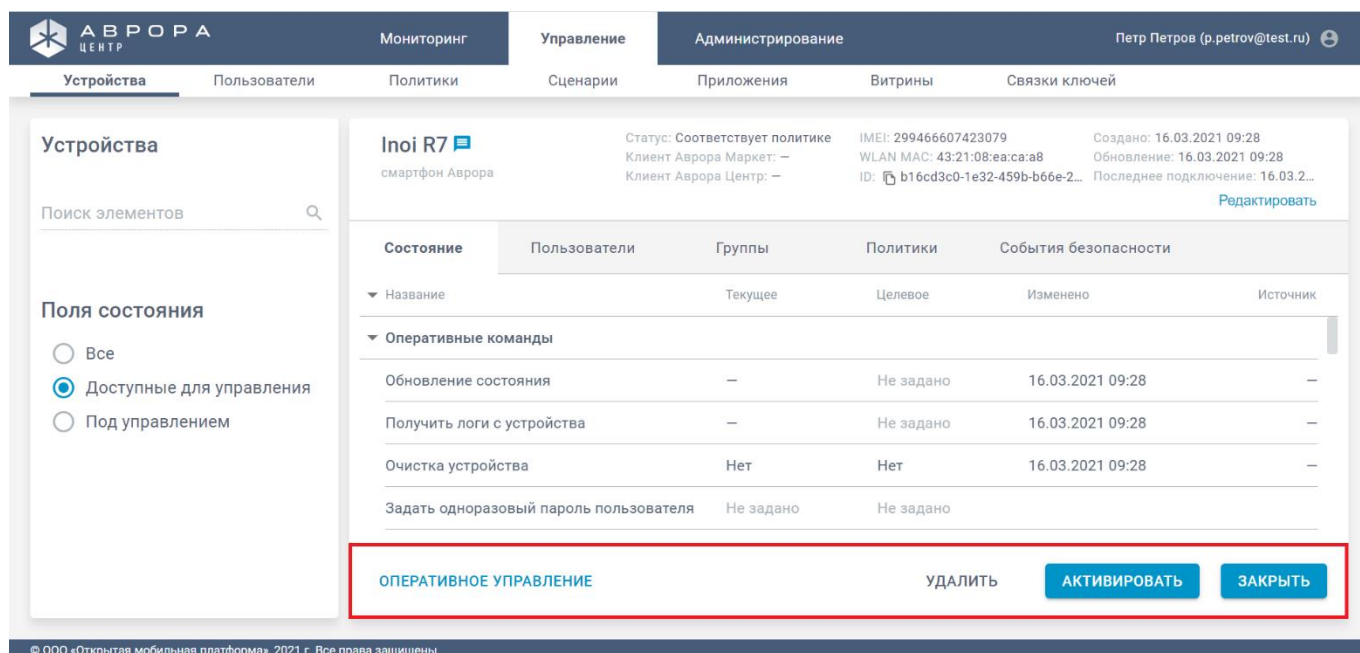 АВРОРА
ЦЕНТР
Мониторинг Управление Администрирование Петр Петров (p.petrov@test.ru)
Устройства Пользователи Политики Сценарии Приложения Витрины Связки ключей
Устройства
Поиск элементов
Поля состояния
Все
Доступные для управления
Под управлением
Inoi R7
смартфон Аврора
Статус: Соответствует политике
Клиент Аврора Маркет: —
Клиент Аврора Центр: —
IMEI: 299466607423079
WLAN MAC: 43:21:08:ea:ca:a8
ID: b16cd3c0-1e32-459b-b66e-2...
Создано: 16.03.2021 09:28
Обновление: 16.03.2021 09:28
Последнее подключение: 16.03.2...
Редактировать
Состояние Пользователи Группы Политики События безопасности
Название Текущее Целевое Изменено Источник
Оперативные команды
Обновление состояния — Не задано 16.03.2021 09:28 —
Получить логи с устройства — Не задано 16.03.2021 09:28 —
Очистка устройства Нет Нет 16.03.2021 09:28 —
Задать одноразовый пароль пользователя Не задано Не задано
ОПЕРАТИВНОЕ УПРАВЛЕНИЕ УДАЛИТЬ АКТИВИРОВАТЬ ЗАКРЫТЬ
© ООО «Открытая мобильная платформа», 2021 г. Все права защищены